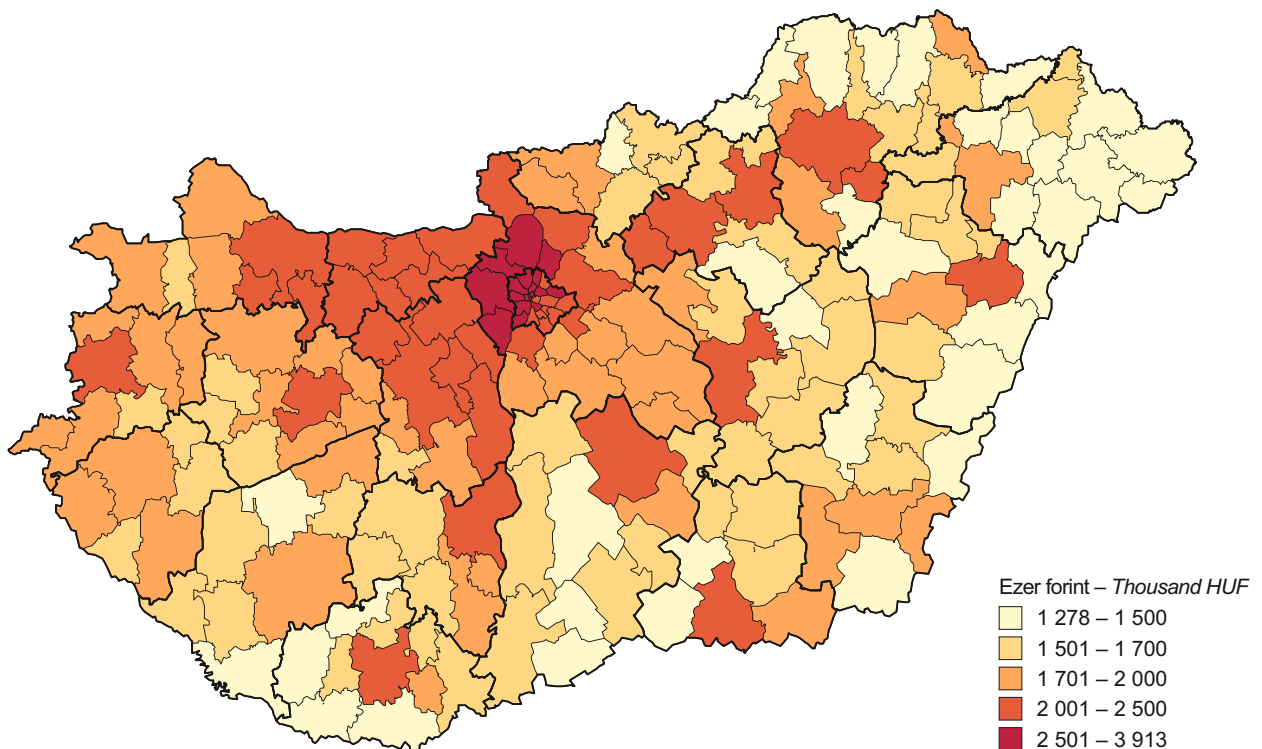 Ezer forint – Thousand HUF
1 278 – 1 500
1 501 – 1 700
1 701 – 2 000
2 001 – 2 500
2 501 – 3 913